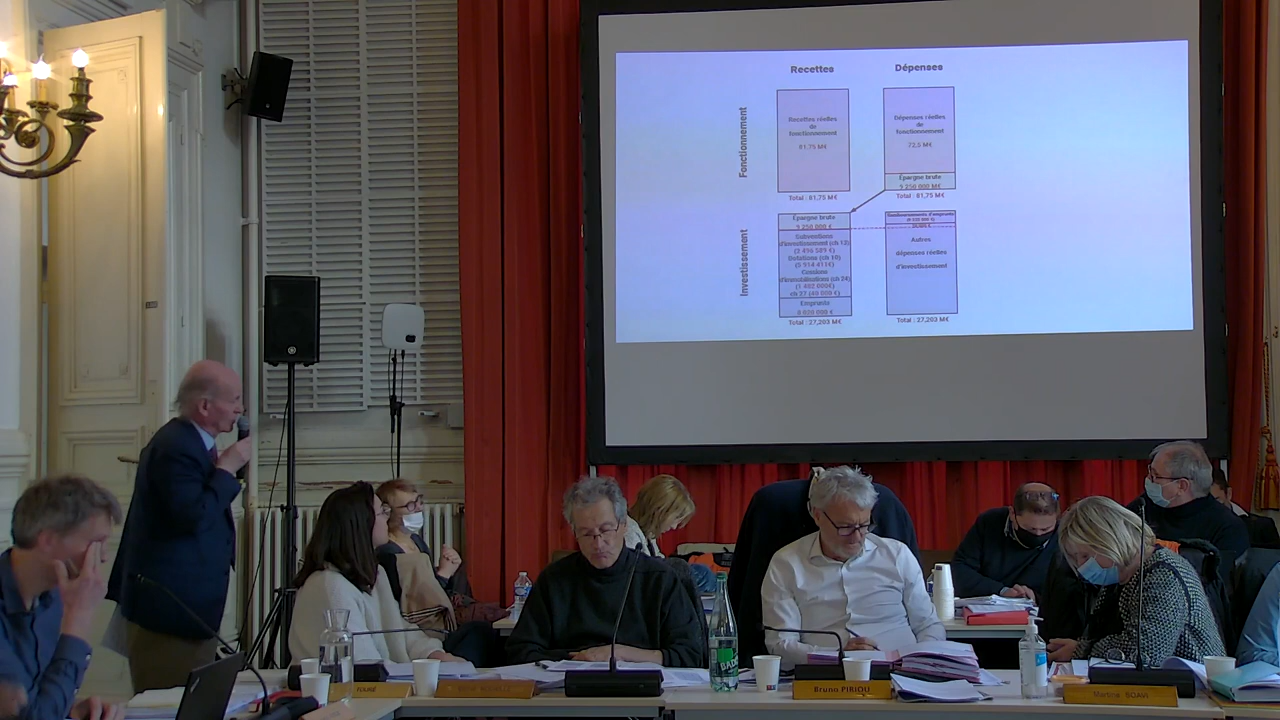 Recettes
Dépenses
Fonctionnement
Recettes réelles
de
fonctionnement
81,75 M€
Total : 81,75 M€
Dépenses réelles
de
fonctionnement
72,5 M€
Épargne brute
9 250 000 €
Total : 81,75 M€
Investissement
Épargne brute
9 250 000 €
Subventions
d'investissement (ch 13)
Dotations (ch 10)
Cessions
d'immobilisations (ch 24)
Emprunts
Total : 27,203 M€
Autres
dépenses réelles
d'investissement
Total : 27,203 M€
Bruno PIRIOU
Martine SOAVI